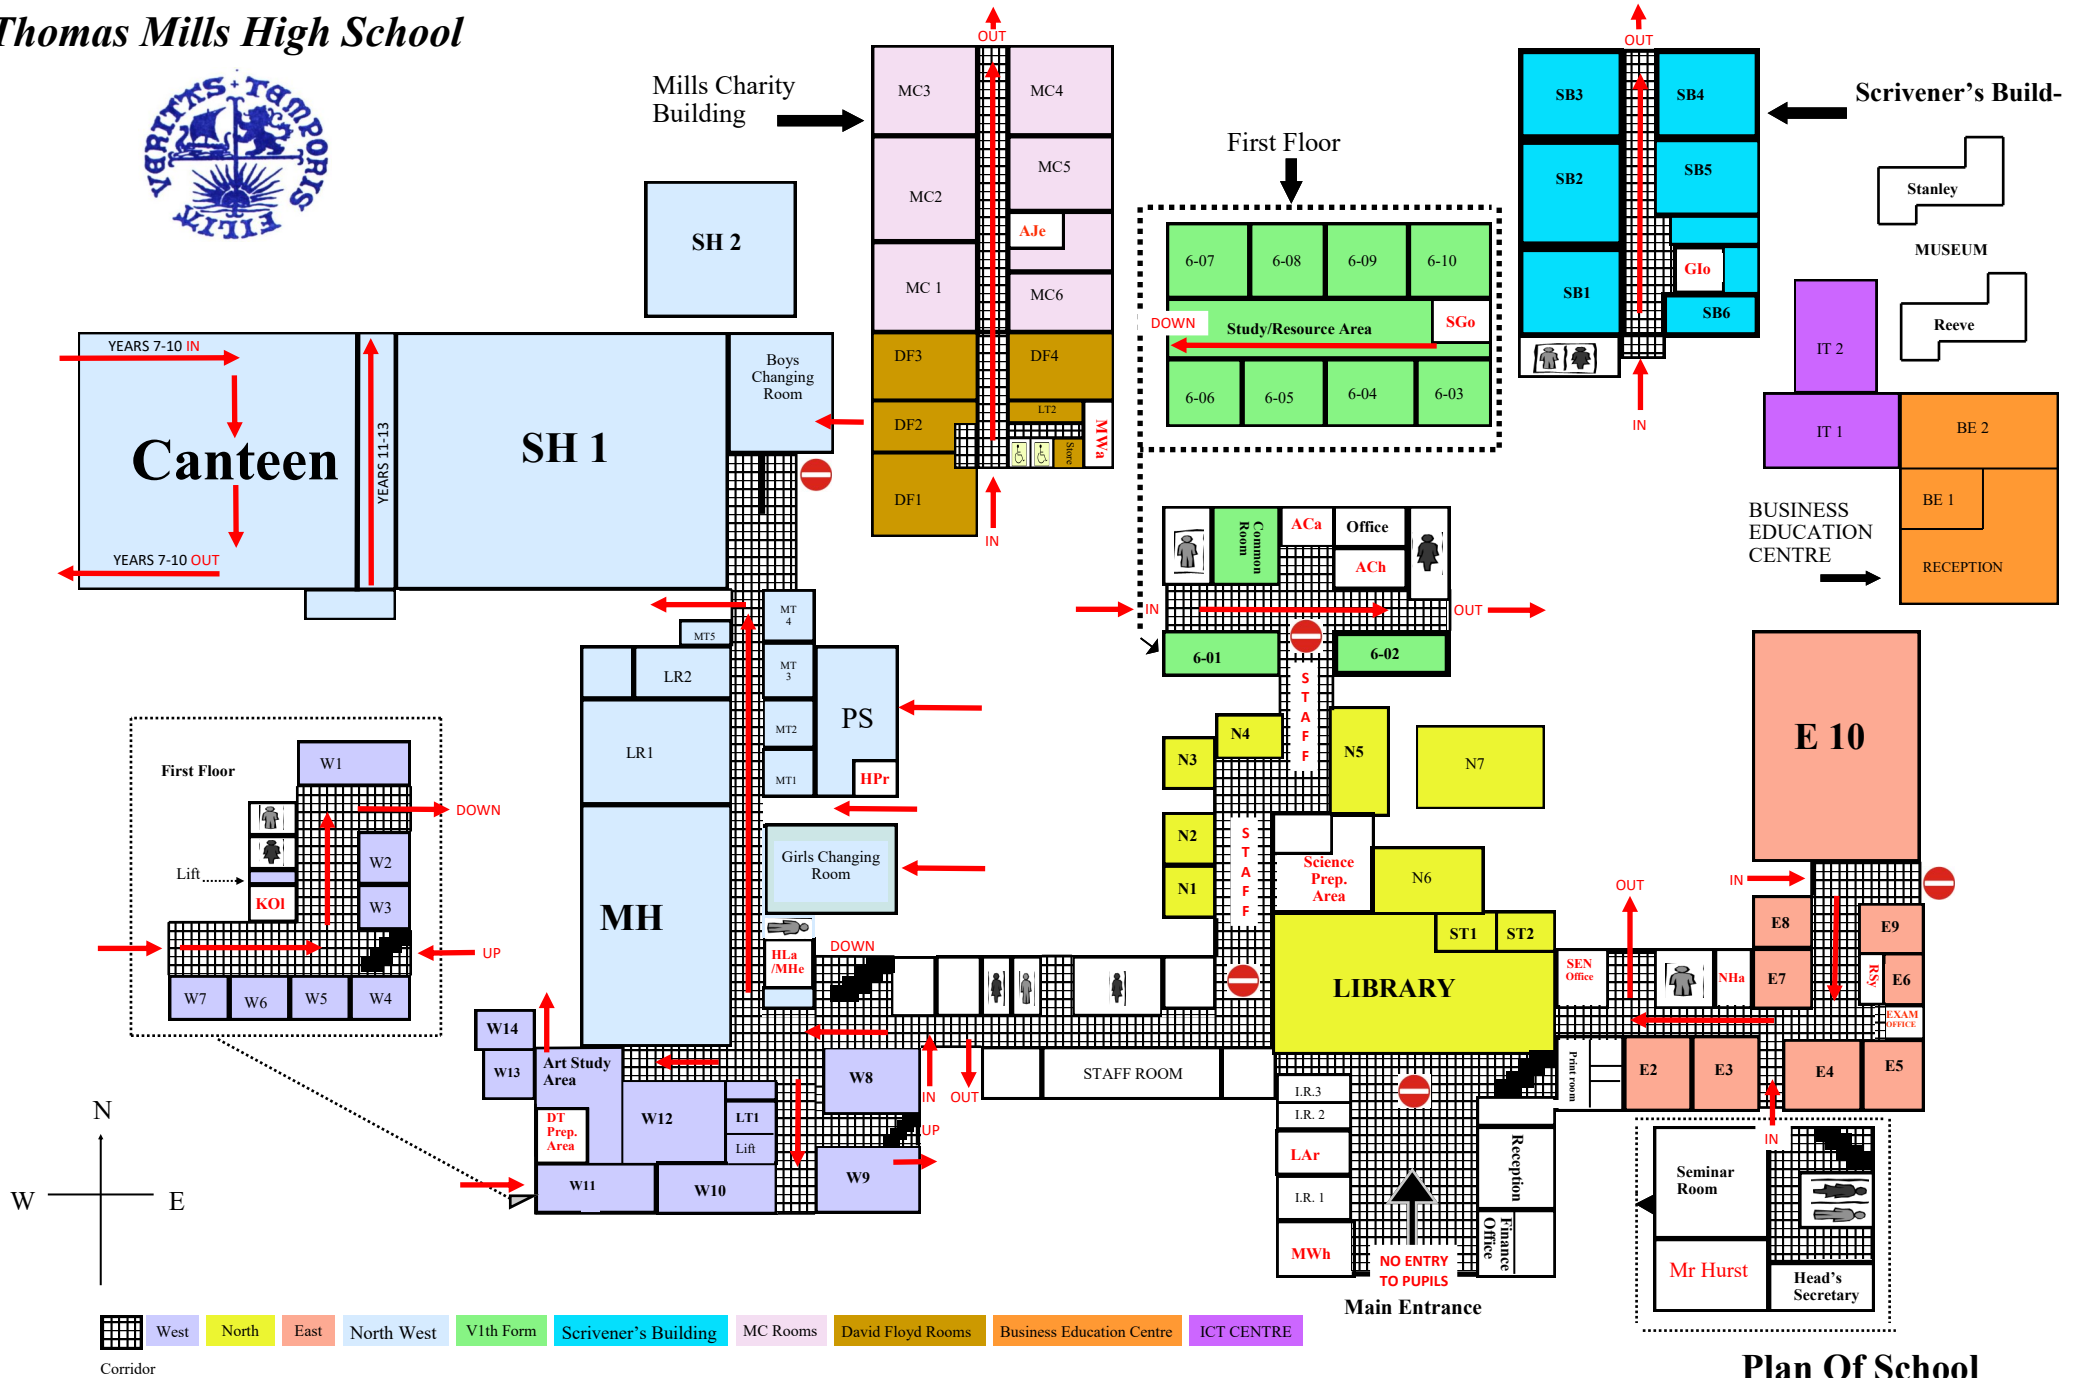 Thomas Mills High School
VERITAS TEMPORIS FILIA
Mills Charity
Building
OUT
MC3
MC4
MC2
MC5
AJe
MC 1
MC6
DF3
DF4
DF2
LT2
Store
MWa
DF1
IN
First Floor
6-07
6-08
6-09
6-10
DOWN
Study/Resource Area
SGo
6-06
6-05
6-04
6-03
OUT
SB3
SB4
SB2
SB5
GIo
SB1
SB6
IN
Scrivener's Build-
Stanley
MUSEUM
Reeve
IT 2
IT 1
BE 2
BE 1
RECEPTION
BUSINESS
EDUCATION
CENTRE
SH 2
YEARS 7-10 IN
Canteen
YEARS 7-10 OUT
YEARS 11-13
SH 1
Boys
Changing
Room
MT
4
MT5
MT
3
LR2
MT2
PS
LR1
MT1
HPr
MH
Girls Changing
Room
HLa
/MHe
DOWN
Common
Room
ACa
Office
ACh
IN
OUT
6-01
6-02
STAFF
N4
N3
N5
N7
N2
N1
STAFF
Science
Prep.
Area
N6
ST1
ST2
LIBRARY
E 10
IN
OUT
E8
E9
SEN
Office
NHa
E7
RSy
E6
EXAM
OFFICE
Print room
E2
E3
E4
E5
IN
First Floor
W1
DOWN
W2
Lift
KOl
W3
UP
W7
W6
W5
W4
W14
W13
Art Study
Area
DT
Prep.
Area
W12
LT1
Lift
W8
W11
W10
W9
IN
OUT
UP
STAFF ROOM
I.R.3
I.R. 2
LAr
I.R. 1
MWh
Reception
Finance
Office
NO ENTRY
TO PUPILS
Main Entrance
Seminar
Room
Mr Hurst
Head's
Secretary
N
W
E
Corridor
West
North
East
North West
V1th Form
Scrivener's Building
MC Rooms
David Floyd Rooms
Business Education Centre
ICT CENTRE
Plan Of School